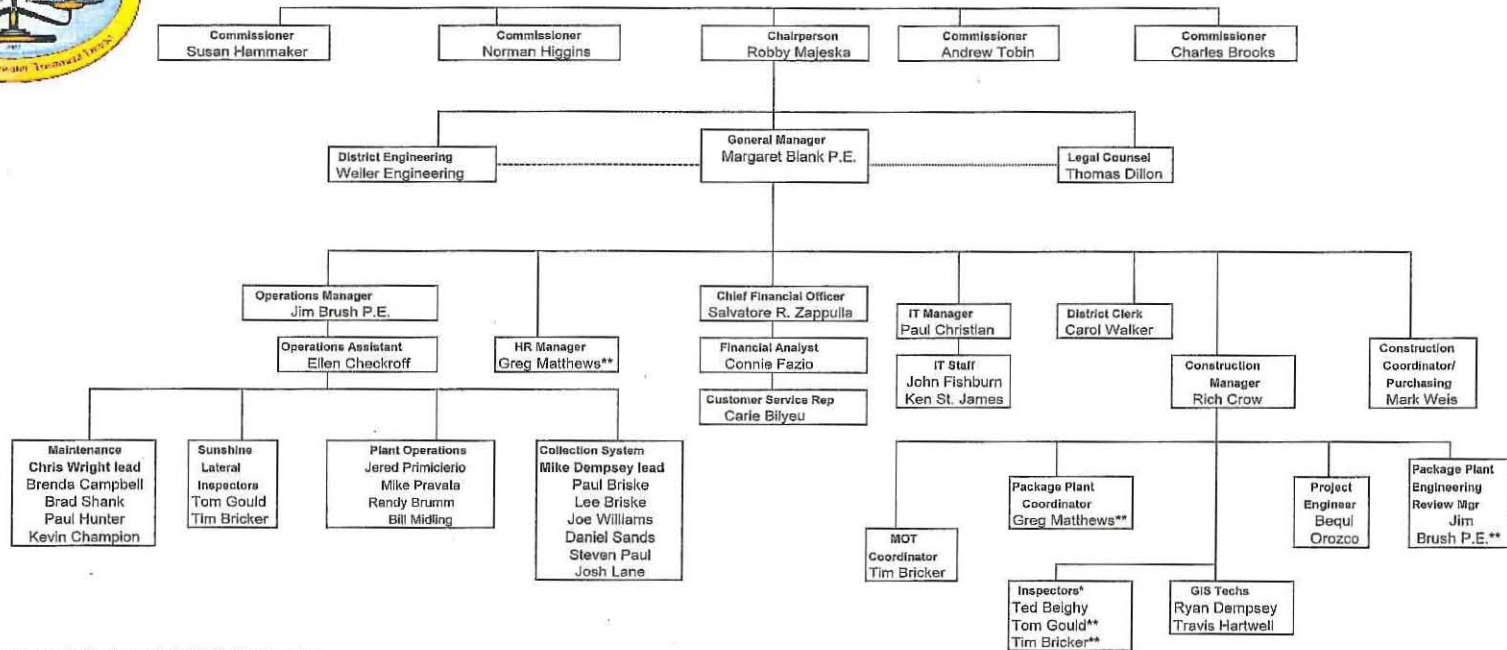 Commissioner
Susan Hammaker
Commissioner
Norman Higgins
Chairperson
Robby Majeska
Commissioner
Andrew Tobin
Commissioner
Charles Brooks
District Engineering
Weiler Engineering
General Manager
Margaret Blank P.E.
Legal Counsel
Thomas Dillon
Operations Manager
Jim Brush P.E.
Operations Assistant
Ellen Checkroff
HR Manager
Greg Matthews**
Chief Financial Officer
Salvatore R. Zappulla
Financial Analyst
Connie Fazio
Customer Service Rep
Carie Bilyeu
IT Manager
Paul Christian
IT Staff
John Fishburn
Ken St. James
District Clerk
Carol Walker
Construction
Manager
Rich Crow
Construction
Coordinator/
Purchasing
Mark Weis
Maintenance
Chris Wright lead
Brenda Campbell
Brad Shank
Paul Hunter
Kevin Champion
Sunshine
Lateral
Inspectors
Tom Gould
Tim Bricker
Plant Operations
Jered Primicierio
Mike Pravala
Randy Brumm
Bill Midling
Collection System
Mike Dempsey lead
Paul Briske
Lee Briske
Joe Williams
Daniel Sands
Steven Paul
Josh Lane
MOT
Coordinator
Tim Bricker
Package Plant
Coordinator
Greg Matthews**
Project
Engineer
Bequi
Orozco
Package Plant
Engineering
Review Mgr
Jim
Brush P.E.**
Inspectors*
Ted Beighy
Tom Gould**
Tim Bricker**
GIS Techs
Ryan Dempsey
Travis Hartwell